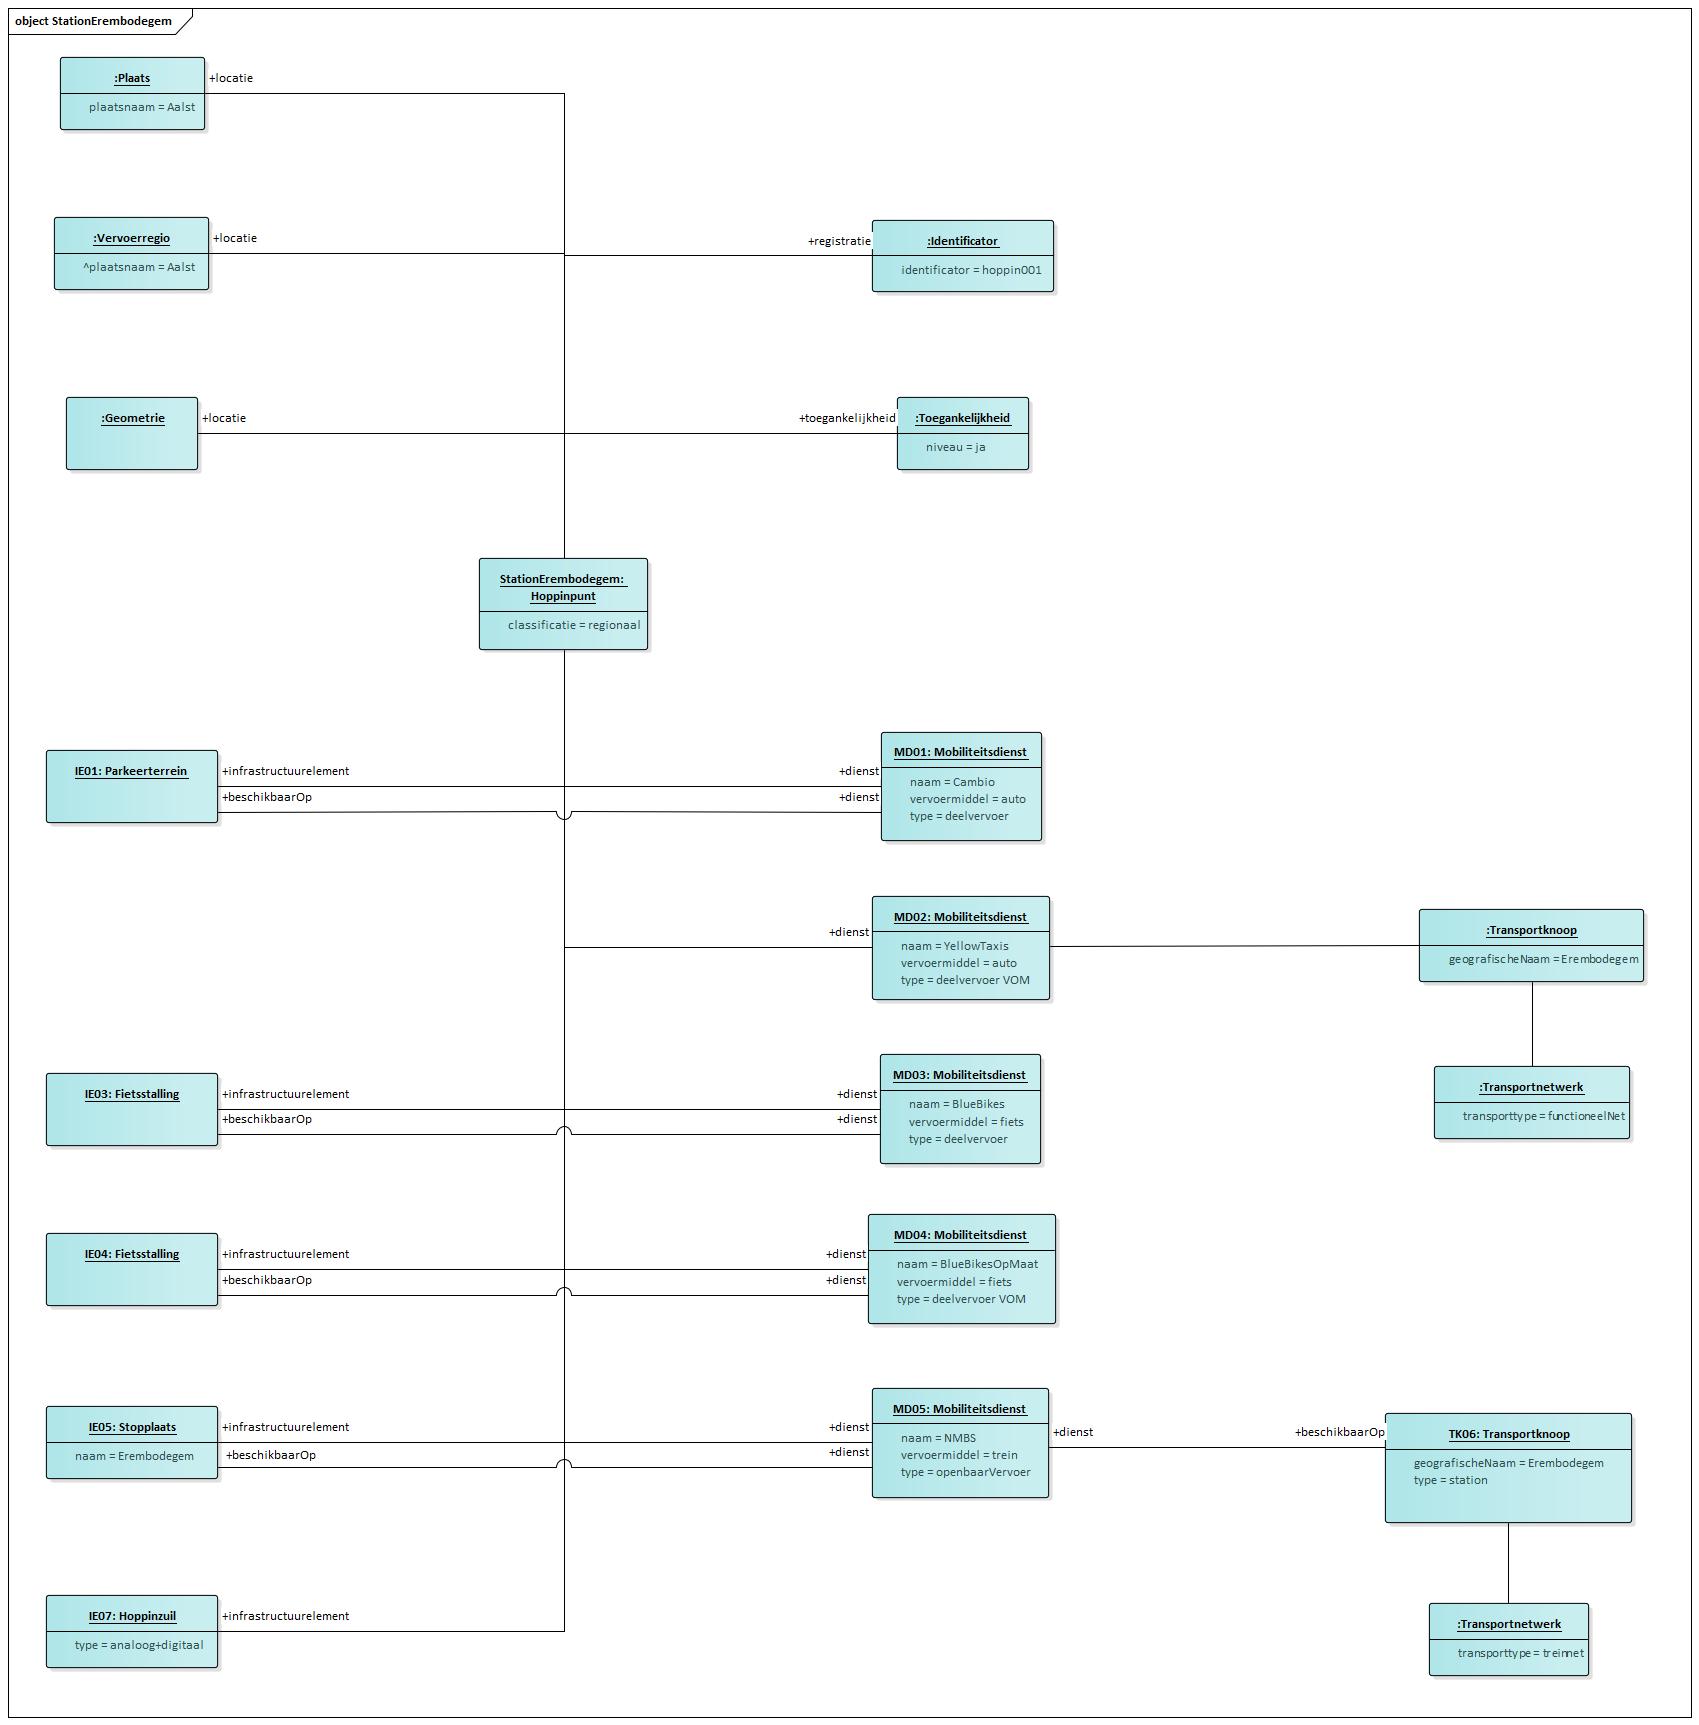 object StationErembodegem
:Plaats
plaatsnaam = Aalst
+locatie
:Vervoerregio
^plaatsnaam = Aalst
+locatie
+registratie
:Identificator
identificator = hoppin001
:Geometrie
+locatie
+toegankelijkheid
:Toegankelijkheid
niveau = ja
StationErembodegem:
Hoppinpunt
classificatie = regionaal
IE01: Parkeerterrein
+infrastructuurelement
+beschikbaarOp
+dienst
+dienst
MD01: Mobiliteitsdienst
naam = Cambio
vervoermiddel = auto
type = deelvervoer
+dienst
MD02: Mobiliteitsdienst
naam = YellowTaxis
vervoermiddel = auto
type = deelvervoer VOM
:Transportknoop
geografischeNaam = Erembodegem
:Transportnetwerk
transporttype = functioneelNet
IE03: Fietsstalling
+infrastructuurelement
+beschikbaarOp
+dienst
+dienst
MD03: Mobiliteitsdienst
naam = BlueBikes
vervoermiddel = fiets
type = deelvervoer
IE04: Fietsstalling
+infrastructuurelement
+beschikbaarOp
+dienst
+dienst
MD04: Mobiliteitsdienst
naam = BlueBikesOpMaat
vervoermiddel = fiets
type = deelvervoer VOM
IE05: Stopplaats
naam = Erembodegem
+infrastructuurelement
+beschikbaarOp
+dienst
+dienst
MD05: Mobiliteitsdienst
naam = NMBS
vervoermiddel = trein
type = openbaarVervoer
+dienst
+beschikbaarOp
TK06: Transportknoop
geografischeNaam = Erembodegem
type = station
IE07: Hoppinzuil
type = analoog+digitaal
+infrastructuurelement
:Transportnetwerk
transporttype = treinnet